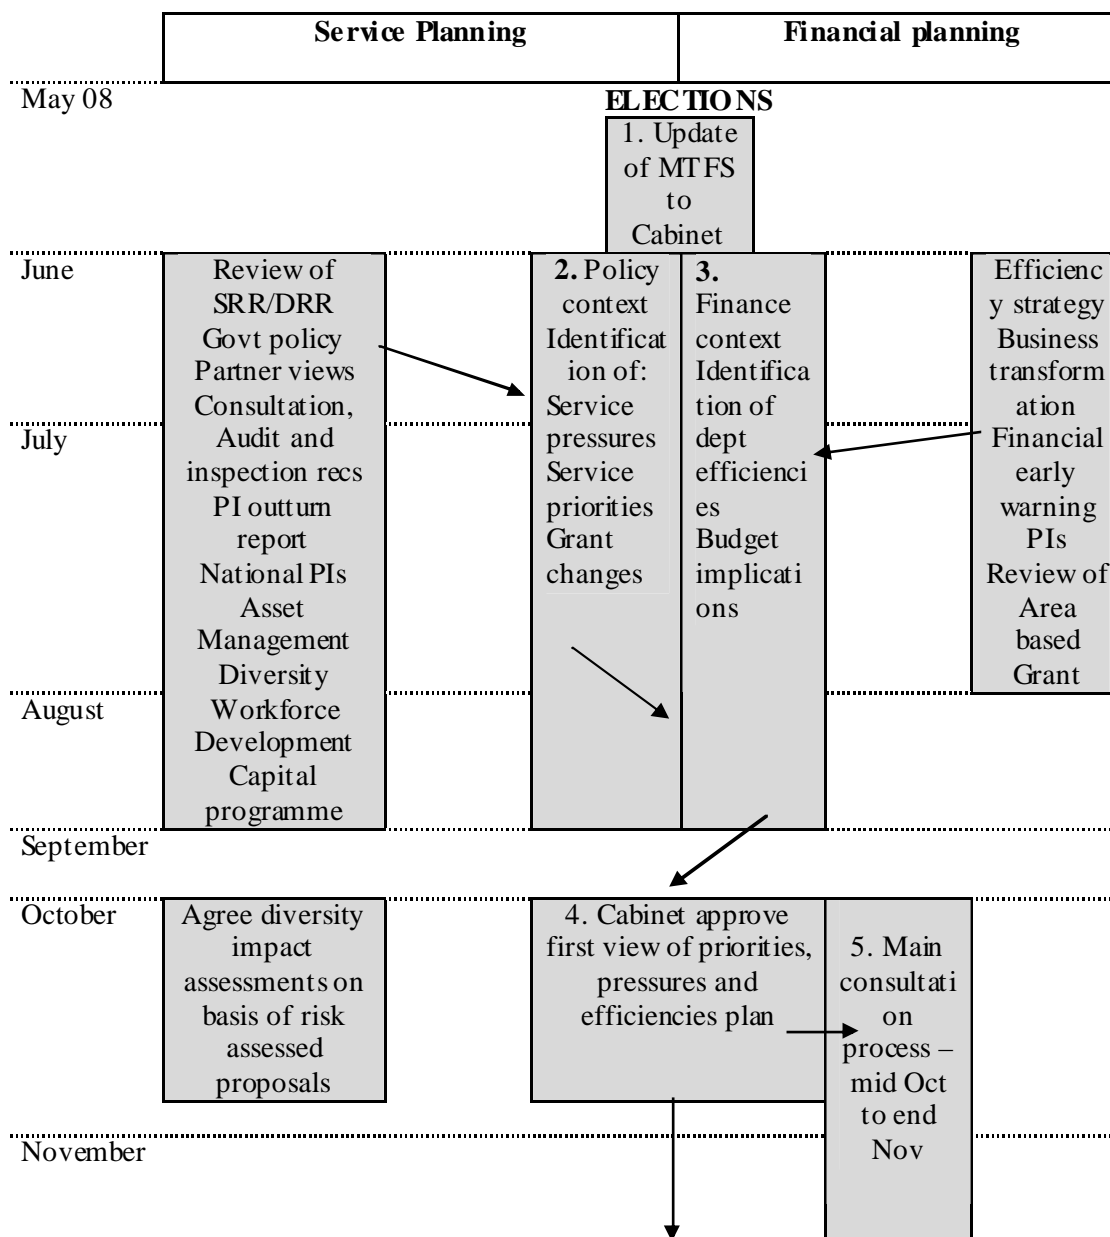 Service Planning
Financial planning
May 08
ELECTIONS
1. Update
of MTFS
to
Cabinet
June
Review of
SRR/DRR
Govt policy
Partner views
Consultation,
Audit and
inspection recs
PI outturn
report
National PIs
Asset
Management
Diversity
Workforce
Development
Capital
programme
2. Policy
context
Identificat
ion of:
Service
pressures
Service
priorities
Grant
changes
3.
Finance
context
Identifica
tion of
dept
efficienci
es
Budget
implicati
ons
Efficienc
y strategy
Business
transform
ation
Financial
early
warning
PIs
Review of
Area
based
Grant
July
August
September
October
Agree diversity
impact
assessments on
basis of risk
assessed
proposals
4. Cabinet approve
first view of priorities,
pressures and
efficiencies plan
5. Main
consultati
on
process –
mid Oct
to end
Nov
November